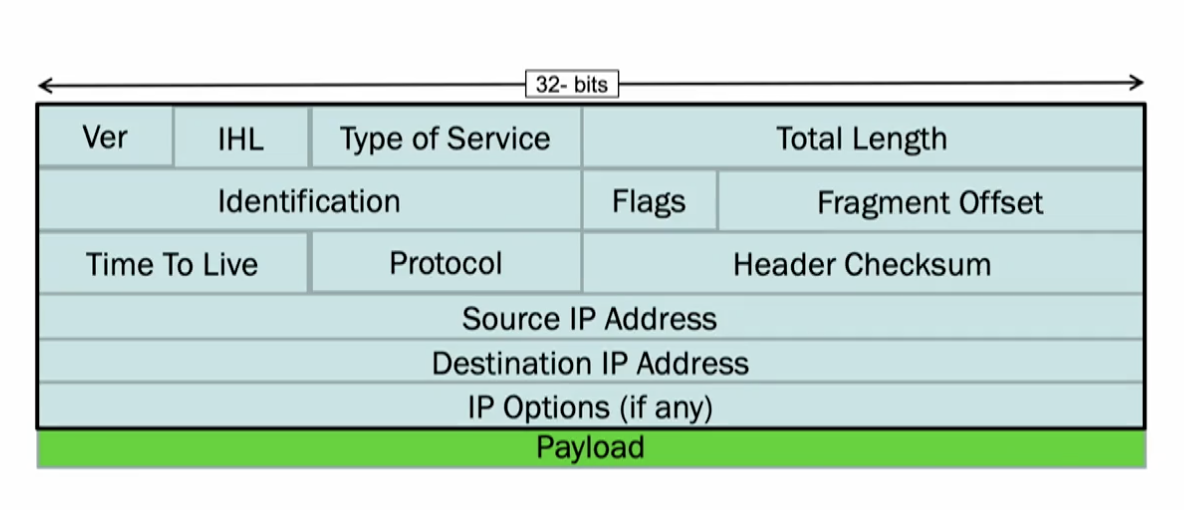 32- bits
Ver IHL Type of Service Total Length
Identification Flags Fragment Offset
Time To Live Protocol Header Checksum
Source IP Address
Destination IP Address
IP Options (if any)
Payload